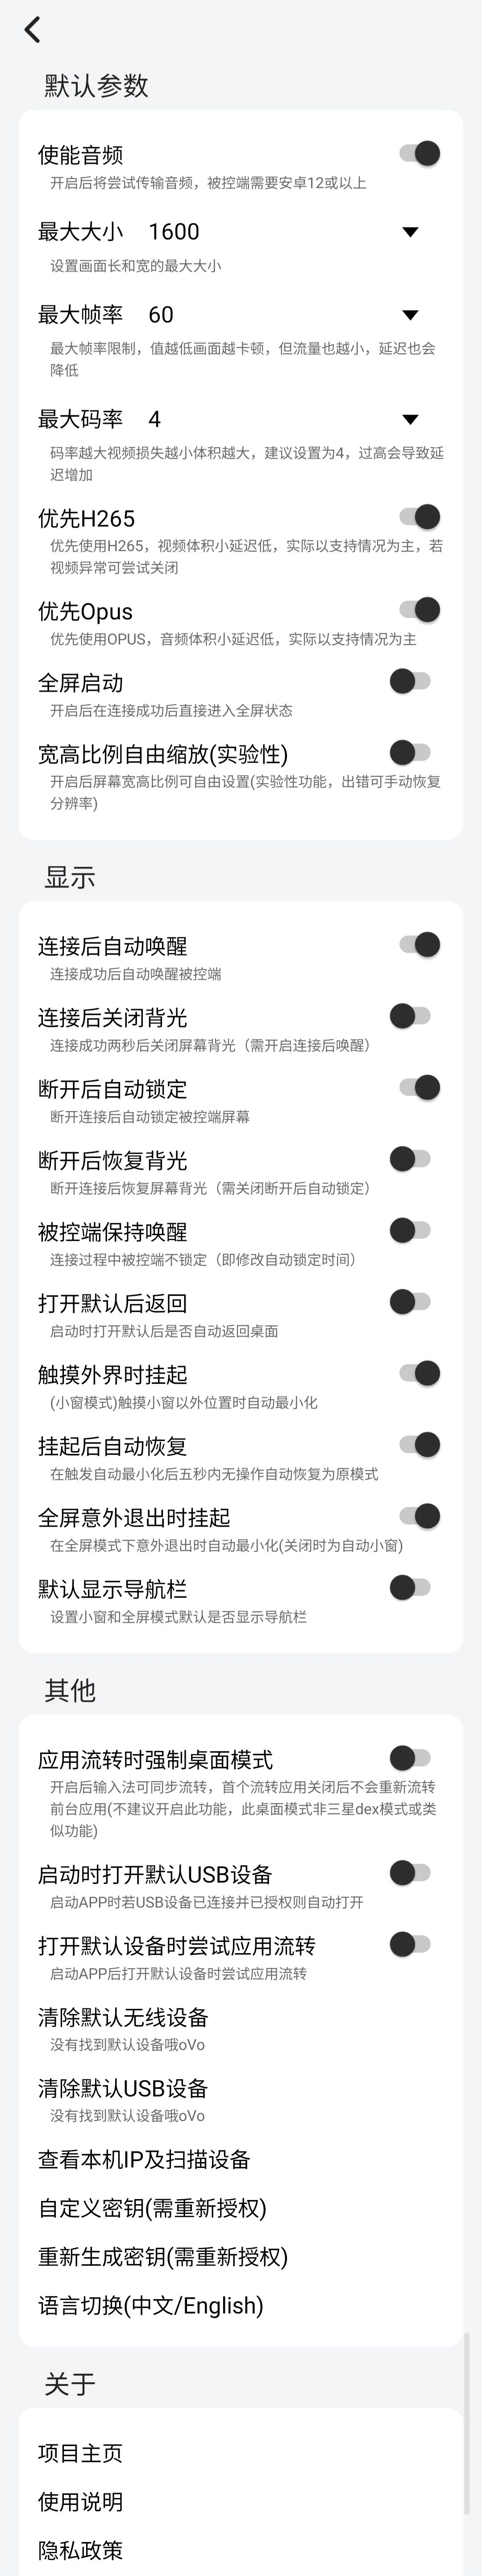 默认参数
使能音频
开启后将尝试传输音频，被控端需要安卓12或以上
最大大小 1600
设置画面长和宽的最大大小
最大帧率 60
最大帧率限制，值越低画面越卡顿，但流量也越小，延迟也会
降低
最大码率 4
码率越大视频损失越小体积越大，建议设置为4，过高会导致延
迟增加
优先H265
优先使用H265，视频体积小延迟低，实际以支持情况为主，若
视频异常可尝试关闭
优先Opus
优先使用OPUS，音频体积小延迟低，实际以支持情况为主
全屏启动
开启后在连接成功后直接进入全屏状态
宽高比例自由缩放(实验性)
开启后屏幕宽高比例可自由设置(实验性功能，出错可手动恢复
分辨率)
显示
连接后自动唤醒
连接成功后自动唤醒被控端
连接后关闭背光
连接成功两秒后关闭屏幕背光（需开启连接后唤醒）
断开后自动锁定
断开连接后自动锁定被控端屏幕
断开后恢复背光
断开连接后恢复屏幕背光（需关闭断开后自动锁定）
被控端保持唤醒
连接过程中被控端不锁定（即修改自动锁定时间）
打开默认后返回
启动时打开默认后是否自动返回桌面
触摸外界时挂起
(小窗模式)触摸小窗以外位置时自动最小化
挂起后自动恢复
在触发自动最小化后五秒内无操作自动恢复为原模式
全屏意外退出时挂起
在全屏模式下意外退出时自动最小化(关闭时为自动小窗)
默认显示导航栏
设置小窗和全屏模式默认是否显示导航栏
其他
应用流转时强制桌面模式
开启后输入法可同步流转，首个流转应用关闭后不会重新流转
前台应用(不建议开启此功能，此桌面模式非三星dex模式或类
似功能)
启动时打开默认USB设备
启动APP时若USB设备已连接并已授权则自动打开
打开默认设备时尝试应用流转
启动APP后打开默认设备时尝试应用流转
清除默认无线设备
没有找到默认设备哦oVo
清除默认USB设备
没有找到默认设备哦oVo
查看本机IP及扫描设备
自定义密钥(需重新授权)
重新生成密钥(需重新授权)
语言切换(中文/English)
关于
项目主页
使用说明
隐私政策